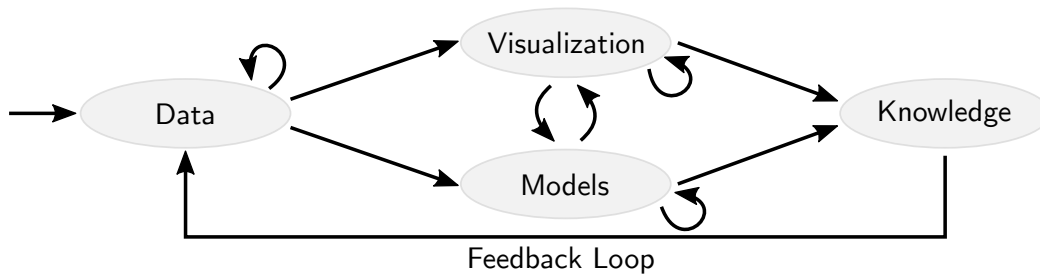 Visualization
Data
Knowledge
Models
Feedback Loop